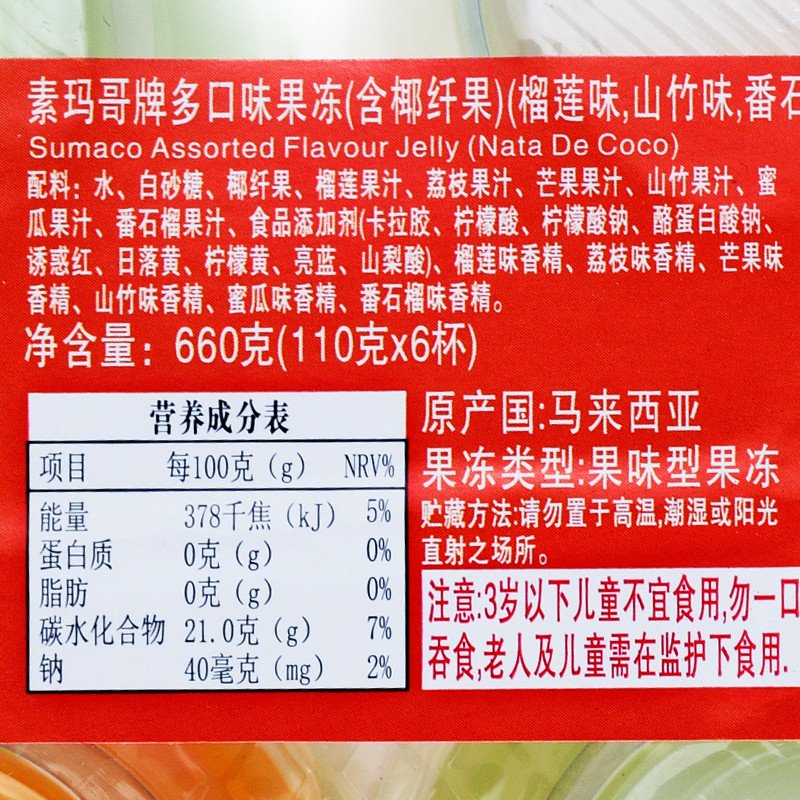 素玛哥牌多口味果冻(含椰纤果)(榴莲味,山竹味,番石
Sumaco Assorted Flavour Jelly (Nata De Coco)
配料：水、白砂糖、椰纤果、榴莲果汁、荔枝果汁、芒果果汁、山竹果汁、蜜
瓜果汁、番石榴果汁、食品添加剂(卡拉胶、柠檬酸、柠檬酸钠、酪蛋白酸钠、
诱惑红、日落黄、柠檬黄、亮蓝、山梨酸)、榴莲味香精、荔枝味香精、芒果味
香精、山竹味香精、蜜瓜味香精、番石榴味香精。
净含量：660克(110克x6杯)
营养成分表
项目 每100克（g） NRV%
能量 378千焦（kJ） 5%
蛋白质 0克（g） 0%
脂肪 0克（g） 0%
碳水化合物 21.0克（g） 7%
钠 40毫克（mg） 2%
原产国:马来西亚
果冻类型:果味型果冻
贮藏方法:请勿置于高温,潮湿或阳光
直射之场所。
注意:3岁以下儿童不宜食用,勿一口
吞食,老人及儿童需在监护下食用.